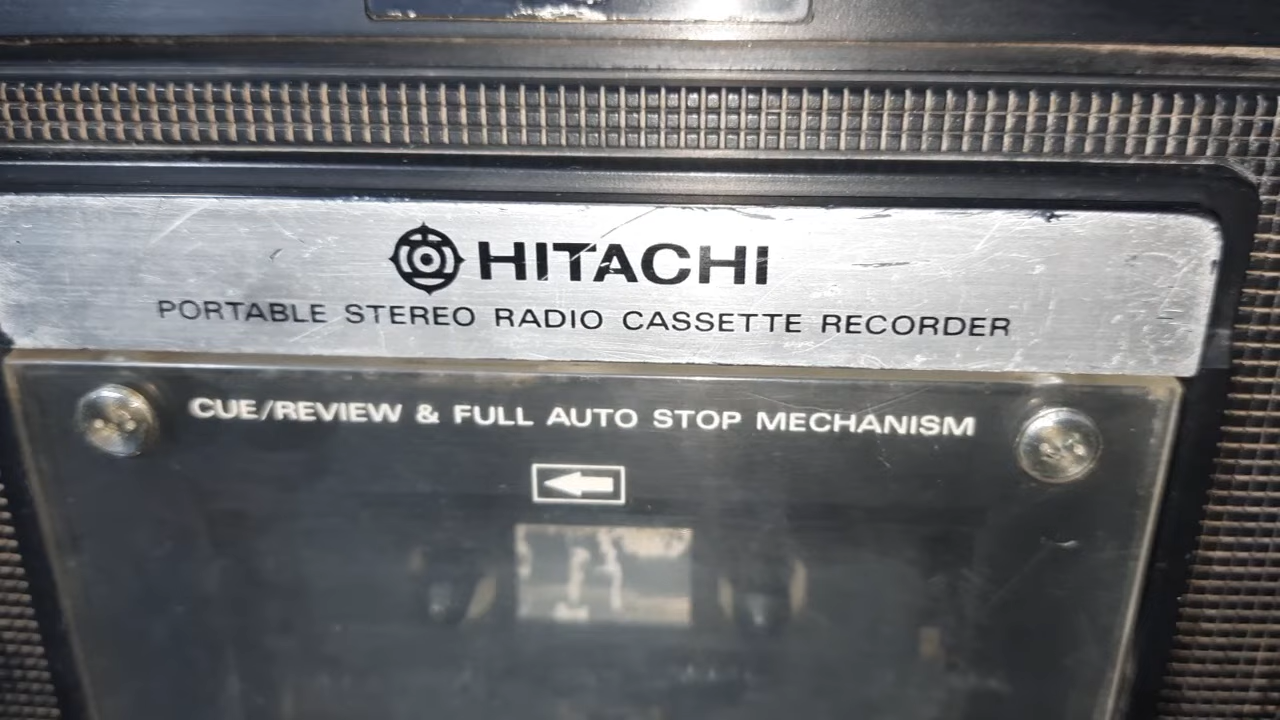 HITACHI
PORTABLE STEREO RADIO CASSETTE RECORDER
CUE/REVIEW & FULL AUTO STOP MECHANISM